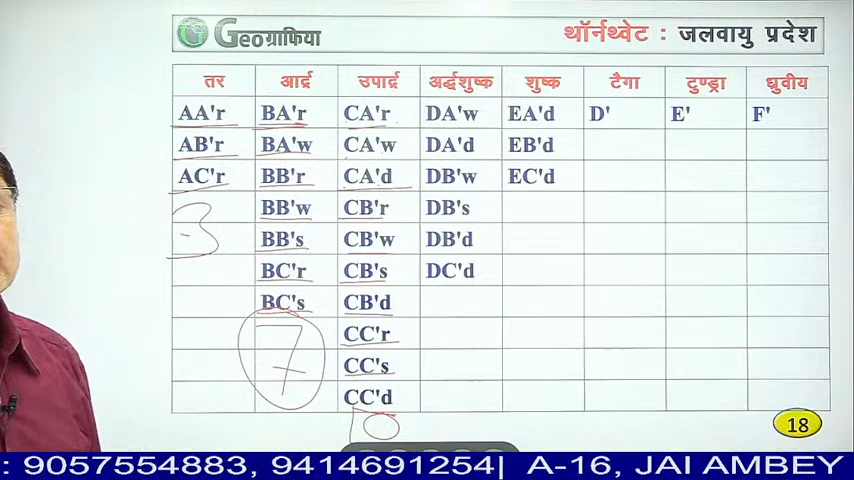 Geoग्राफिया
थॉर्नथ्वेट : जलवायु प्रदेश
तर आर्द्र उपार्द्र अर्द्धशुष्क शुष्क टैगा टुण्ड्रा ध्रुवीय
AA'r BA'r CA'r DA'w EA'd D' E' F'
AB'r BA'w CA'w DA'd EB'd
AC'r BB'r CA'd DB'w EC'd
BB'w CB'r DB's
3
BB's CB'w DB'd
BC'r CB's DC'd
BC's CB'd
7
CC'r
CC's
CC'd
10
18
: 9057554883, 9414691254| A-16, JAI AMBEY